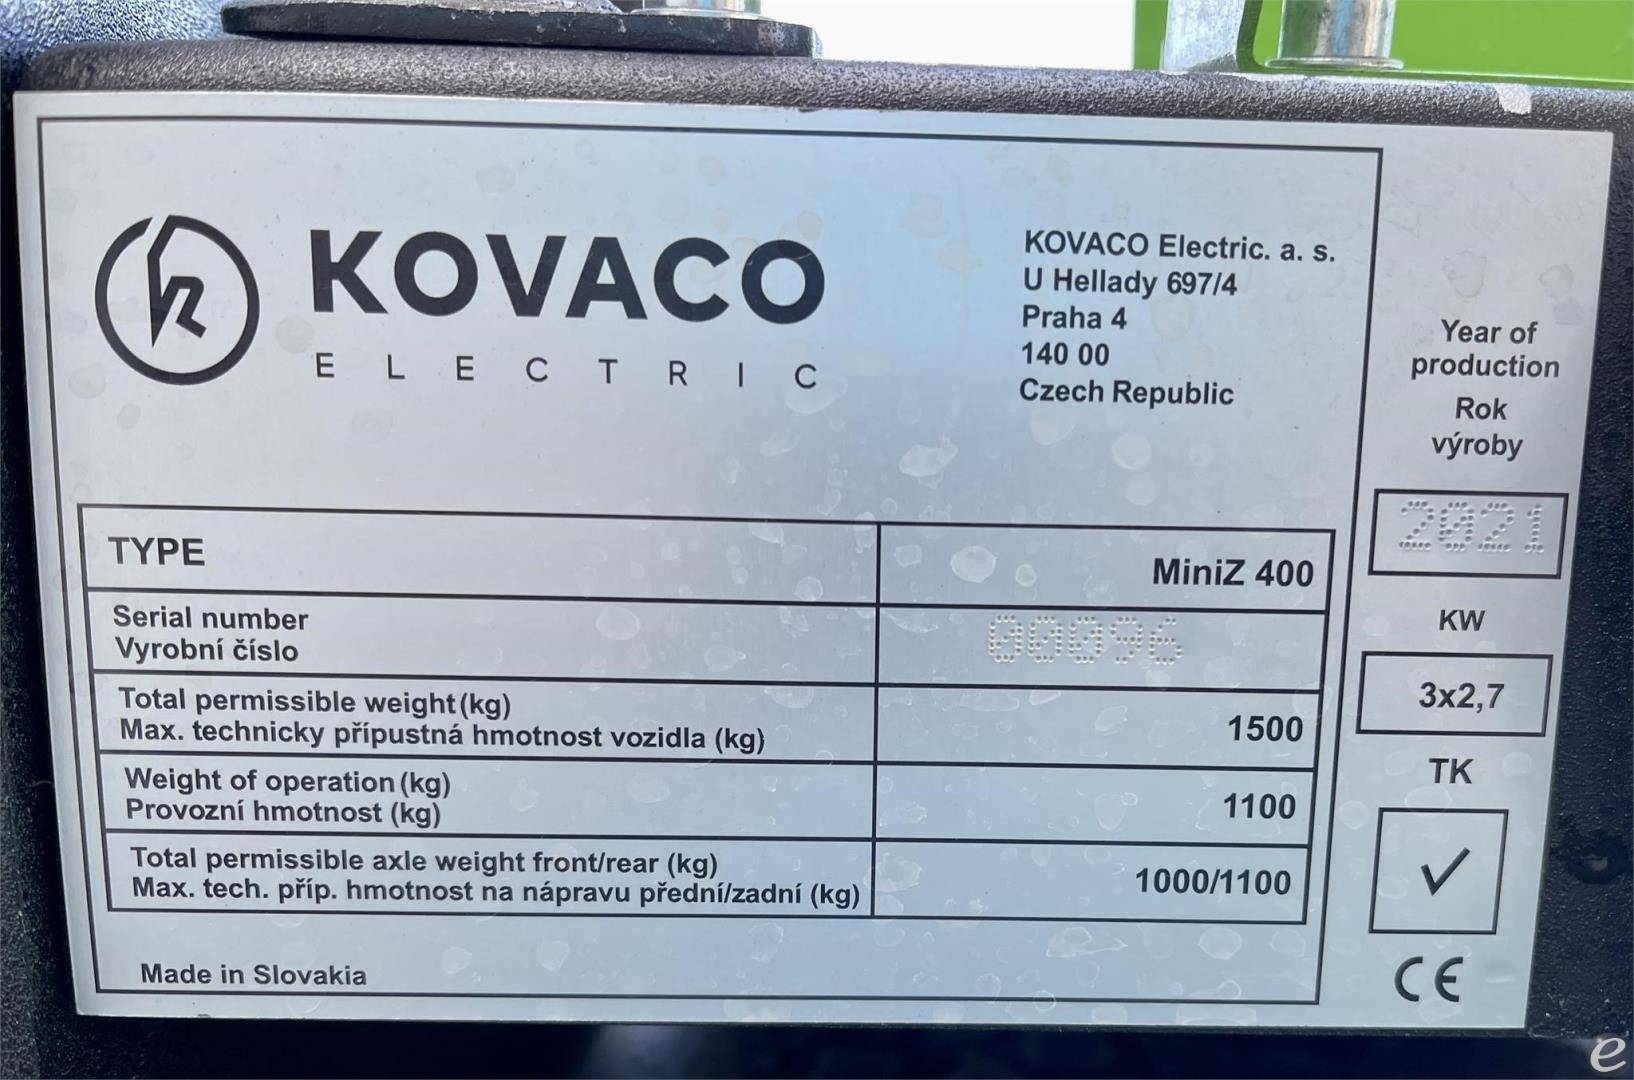 KOVACO
ELECTRIC
KOVACO Electric. a. s.
U Hellady 697/4
Praha 4
140 00
Czech Republic
TYPE MiniZ 400
Serial number
Vyrobní číslo
00096
Total permissible weight (kg)
Max. technicky přípustná hmotnost vozidla (kg)
1500
Weight of operation (kg)
Provozní hmotnost (kg)
1100
Total permissible axle weight front/rear (kg)
Max. tech. příp. hmotnost na nápravu přední/zadní (kg)
1000/1100
Made in Slovakia
Year of
production
Rok
výroby
2021
KW
3x2,7
TK
✓
CE
e